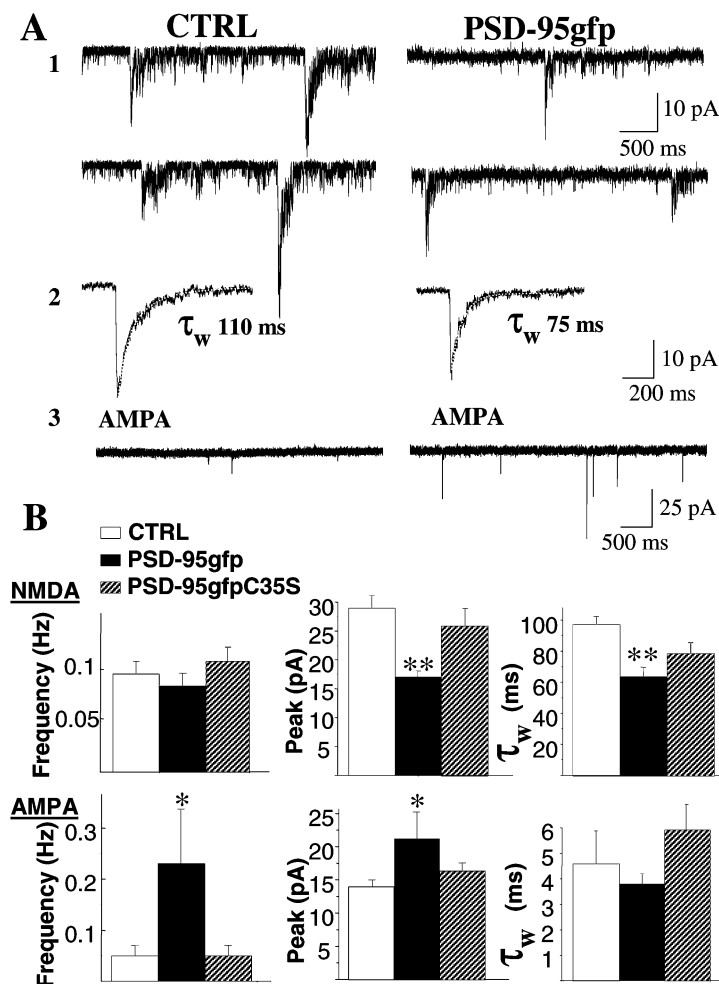 A
CTRL
PSD-95gfp
1
10 pA
500 ms
2
τw 110 ms
τw 75 ms
10 pA
200 ms
3
AMPA
AMPA
25 pA
500 ms
B
CTRL
PSD-95gfp
PSD-95gfpC35S
NMDA
Frequency (Hz)
0.1
0.05
Peak (pA)
30
25
20
15
10
5
**
τw (ms)
100
80
60
40
20
**
AMPA
Frequency (Hz)
0.3
0.2
0.1
*
Peak (pA)
25
20
15
10
5
*
τw (ms)
6
5
4
3
2
1